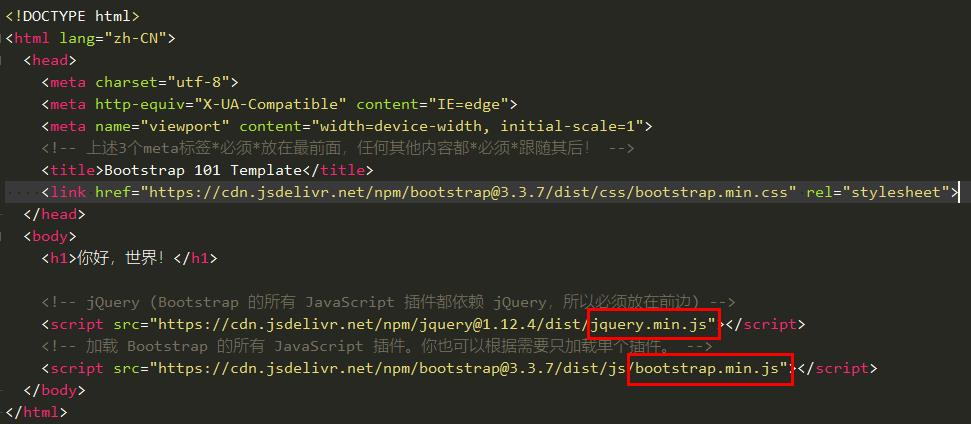 <!DOCTYPE html>
<html lang="zh-CN">
<head>
<meta charset="utf-8">
<meta http-equiv="X-UA-Compatible" content="IE=edge">
<meta name="viewport" content="width=device-width, initial-scale=1">
<!-- 上述3个meta标签*必须*放在最前面，任何其他内容都*必须*跟随其后！ -->
<title>Bootstrap 101 Template</title>
<link href="https://cdn.jsdelivr.net/npm/bootstrap@3.3.7/dist/css/bootstrap.min.css" rel="stylesheet">
</head>
<body>
<h1>你好，世界！</h1>
<!-- jQuery (Bootstrap 的所有 JavaScript 插件都依赖 jQuery，所以必须放在前边) -->
<script src="https://cdn.jsdelivr.net/npm/jquery@1.12.4/dist/jquery.min.js"></script>
<!-- 加载 Bootstrap 的所有 JavaScript 插件。你也可以根据需要只加载单个插件。 -->
<script src="https://cdn.jsdelivr.net/npm/bootstrap@3.3.7/dist/js/bootstrap.min.js"></script>
</body>
</html>